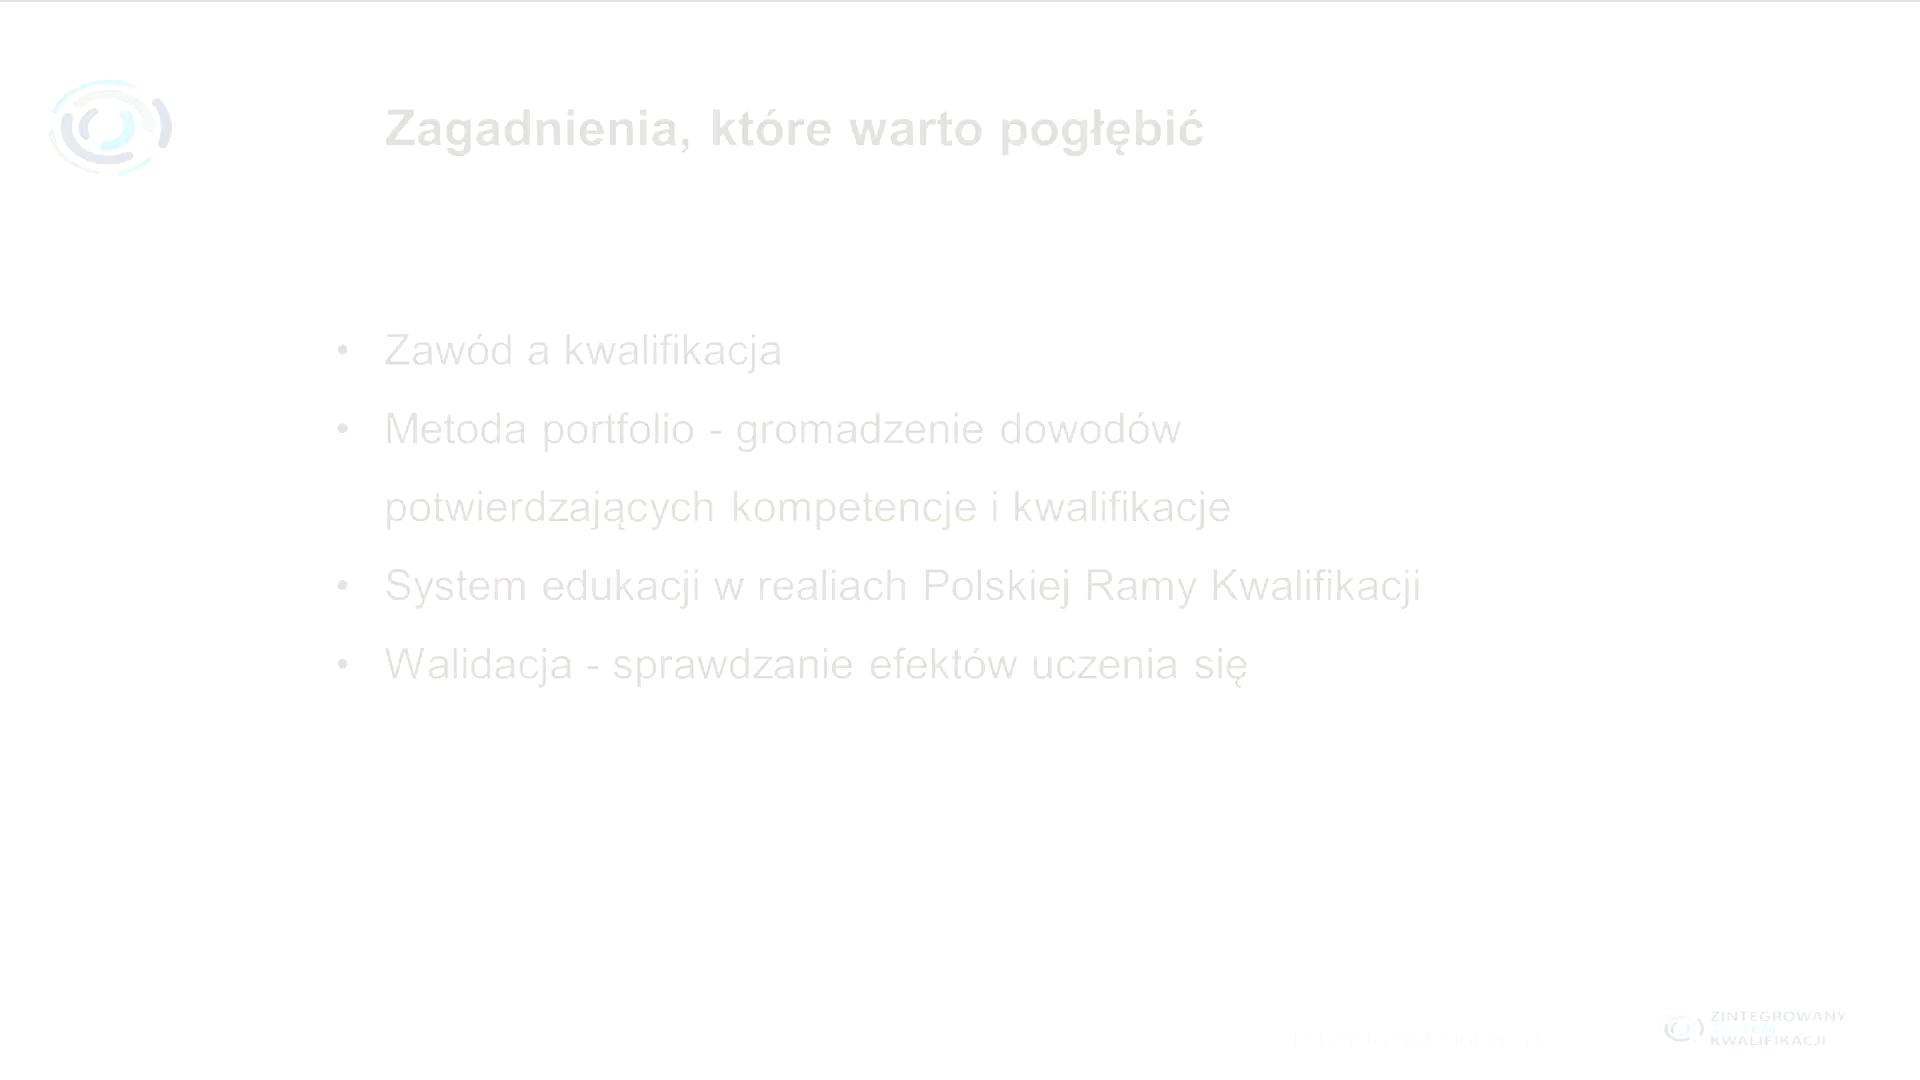 Zagadnienia, które warto pogłębić
• Zawód a kwalifikacja
• Metoda portfolio - gromadzenie dowodów
potwierdzających kompetencje i kwalifikacje
• System edukacji w realiach Polskiej Ramy Kwalifikacji
• Walidacja - sprawdzanie efektów uczenia się
ZINTEGROWANY
SYSTEM
KWALIFIKACJI